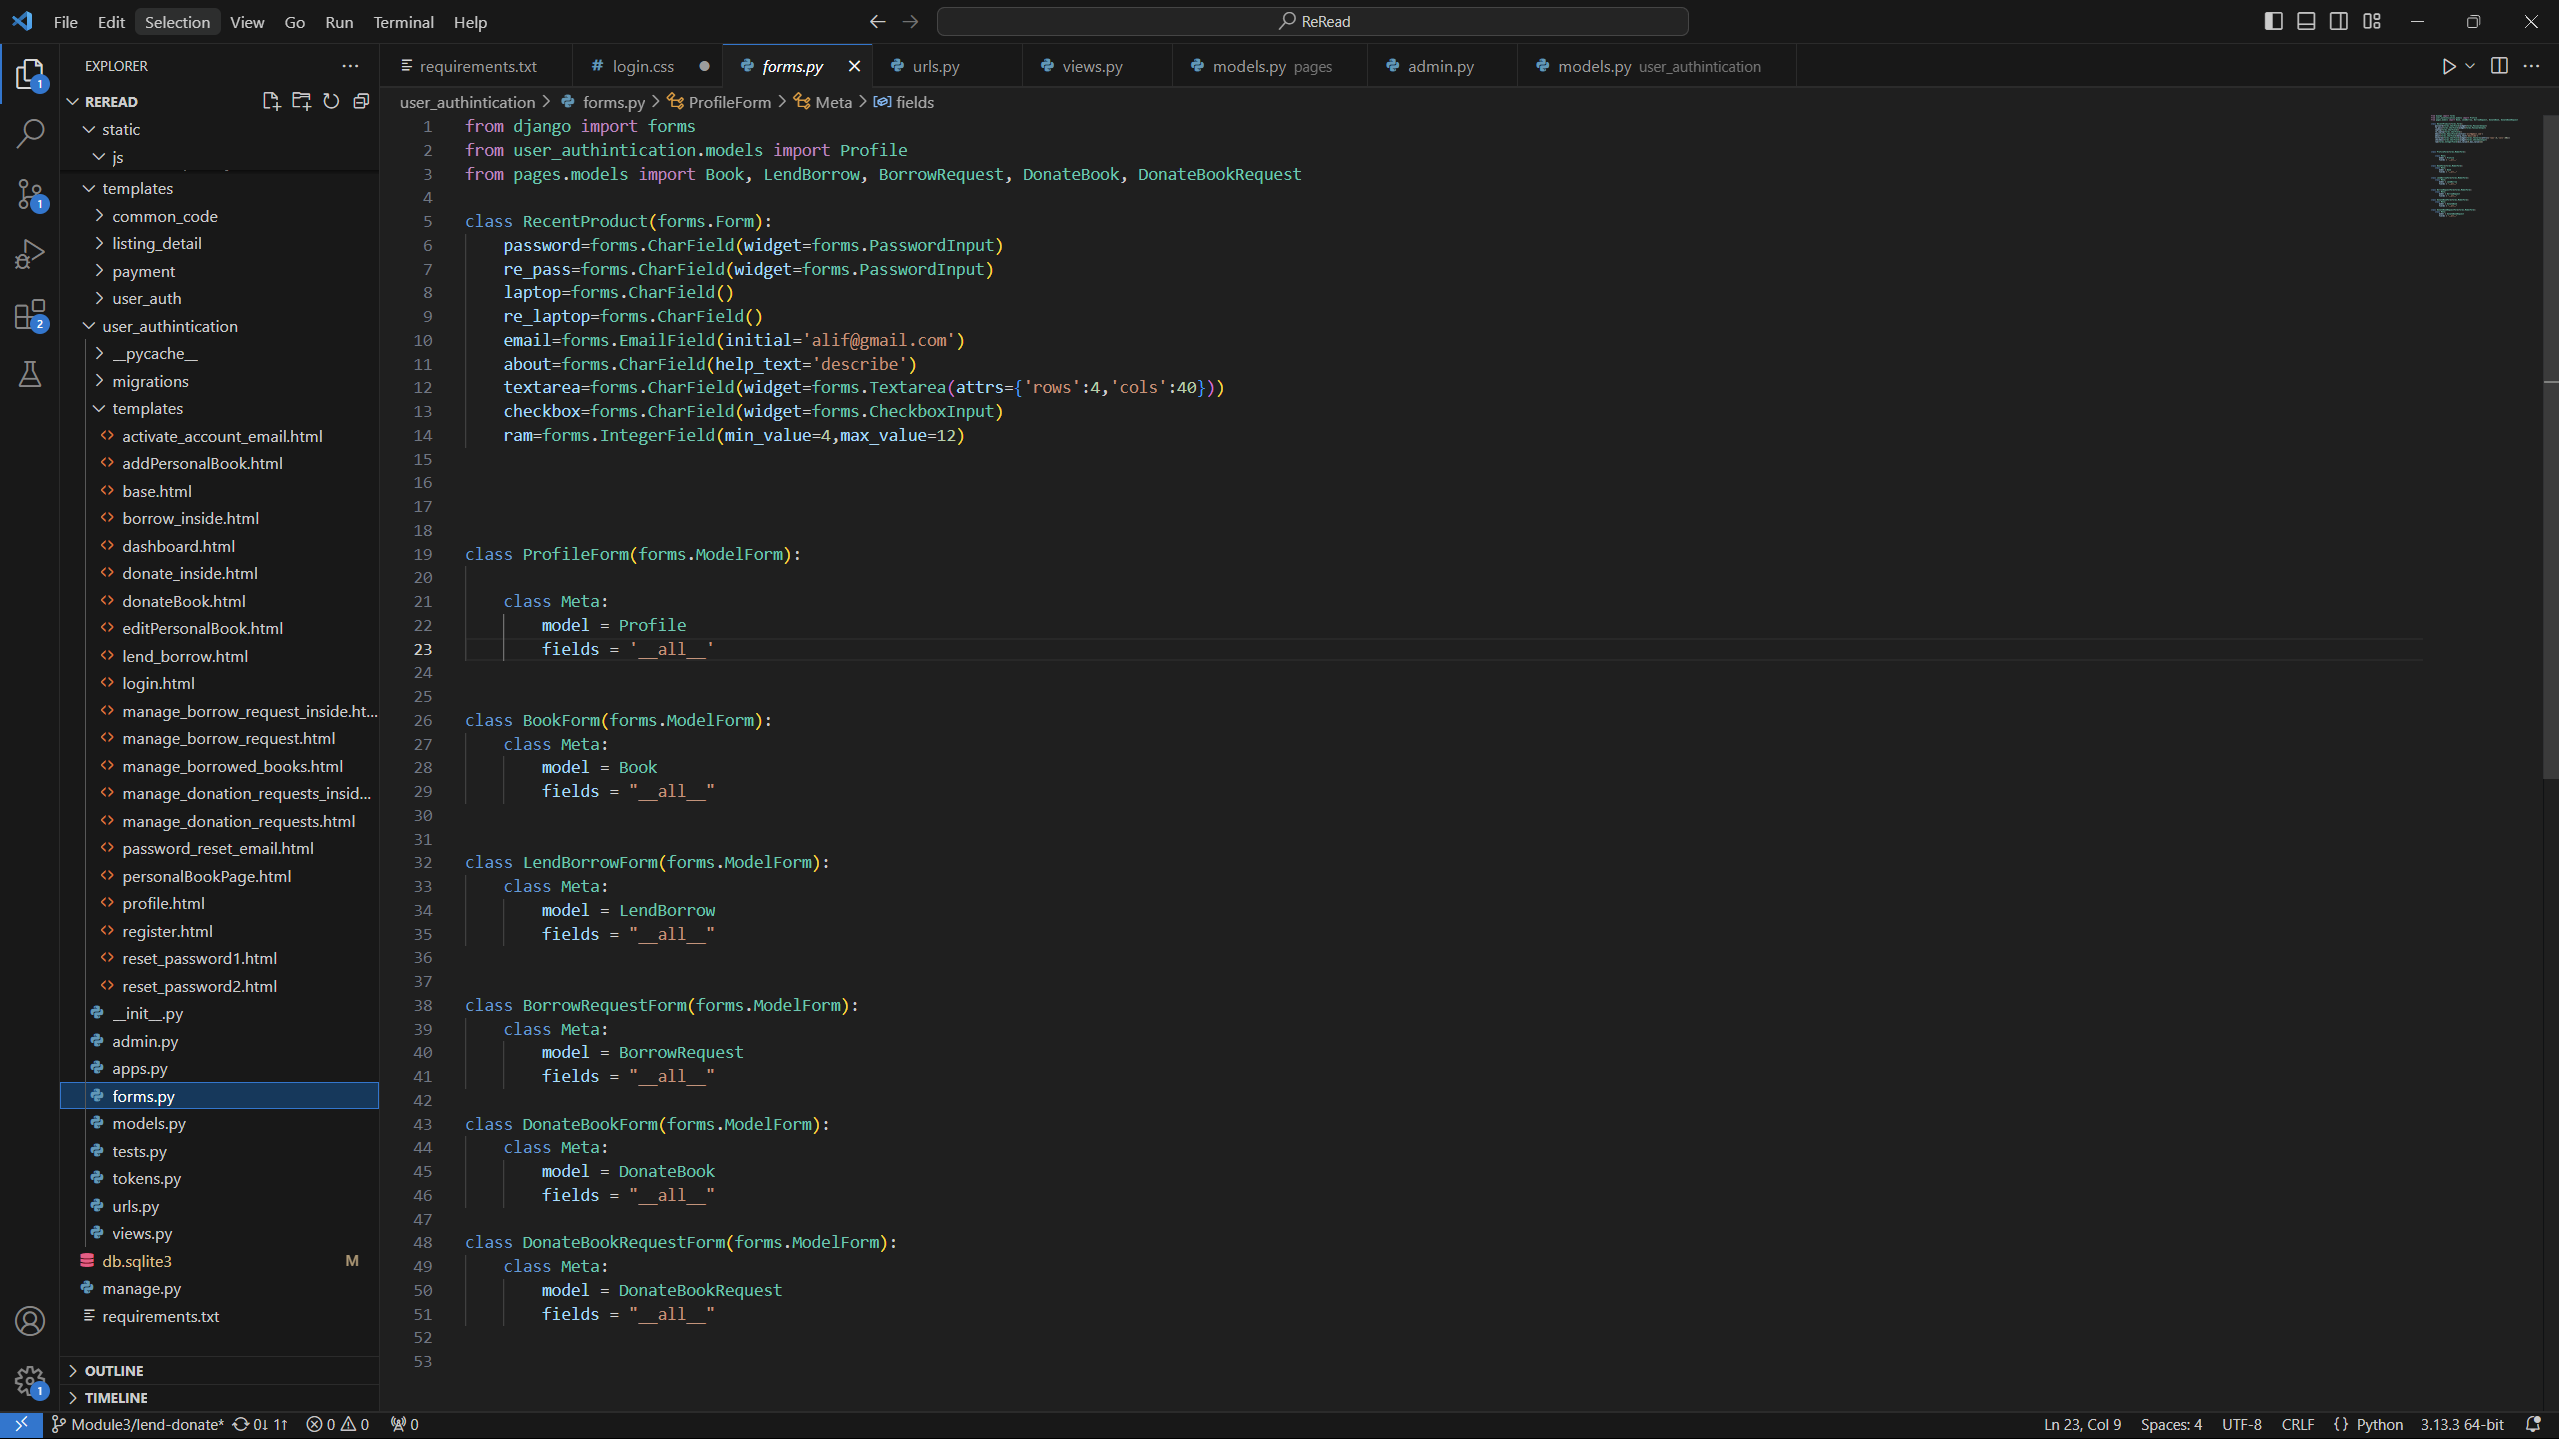 File Edit Selection View Go Run Terminal Help
ReRead
EXPLORER
requirements.txt
login.css
forms.py
urls.py
views.py
models.py pages
admin.py
models.py user_authintication
REREAD
static
js
templates
common_code
listing_detail
payment
user_auth
user_authintication
__pycache__
migrations
templates
activate_account_email.html
addPersonalBook.html
base.html
borrow_inside.html
dashboard.html
donate_inside.html
donateBook.html
editPersonalBook.html
lend_borrow.html
login.html
manage_borrow_request_inside.ht...
manage_borrow_request.html
manage_borrowed_books.html
manage_donation_requests_insid...
manage_donation_requests.html
password_reset_email.html
personalBookPage.html
profile.html
register.html
reset_password1.html
reset_password2.html
__init__.py
admin.py
apps.py
forms.py
models.py
tests.py
tokens.py
urls.py
views.py
db.sqlite3 M
manage.py
requirements.txt
OUTLINE
TIMELINE
1
1
2
1
user_authintication > forms.py > ProfileForm > Meta > fields
1 from django import forms
2 from user_authintication.models import Profile
3 from pages.models import Book, LendBorrow, BorrowRequest, DonateBook, DonateBookRequest
4
5 class RecentProduct(forms.Form):
6 password=forms.CharField(widget=forms.PasswordInput)
7 re_pass=forms.CharField(widget=forms.PasswordInput)
8 laptop=forms.CharField()
9 re_laptop=forms.CharField()
10 email=forms.EmailField(initial='alif@gmail.com')
11 about=forms.CharField(help_text='describe')
12 textarea=forms.CharField(widget=forms.Textarea(attrs={'rows':4,'cols':40}))
13 checkbox=forms.CharField(widget=forms.CheckboxInput)
14 ram=forms.IntegerField(min_value=4,max_value=12)
15
16
17
18
19 class ProfileForm(forms.ModelForm):
20
21 class Meta:
22 model = Profile
23 fields = '__all__'
24
25
26 class BookForm(forms.ModelForm):
27 class Meta:
28 model = Book
29 fields = "__all__"
30
31
32 class LendBorrowForm(forms.ModelForm):
33 class Meta:
34 model = LendBorrow
35 fields = "__all__"
36
37
38 class BorrowRequestForm(forms.ModelForm):
39 class Meta:
40 model = BorrowRequest
41 fields = "__all__"
42
43 class DonateBookForm(forms.ModelForm):
44 class Meta:
45 model = DonateBook
46 fields = "__all__"
47
48 class DonateBookRequestForm(forms.ModelForm):
49 class Meta:
50 model = DonateBookRequest
51 fields = "__all__"
52
53
Module3/lend-donate* 0↓ 1↑ 0 0 0
Ln 23, Col 9 Spaces: 4 UTF-8 CRLF {} Python 3.13.3 64-bit